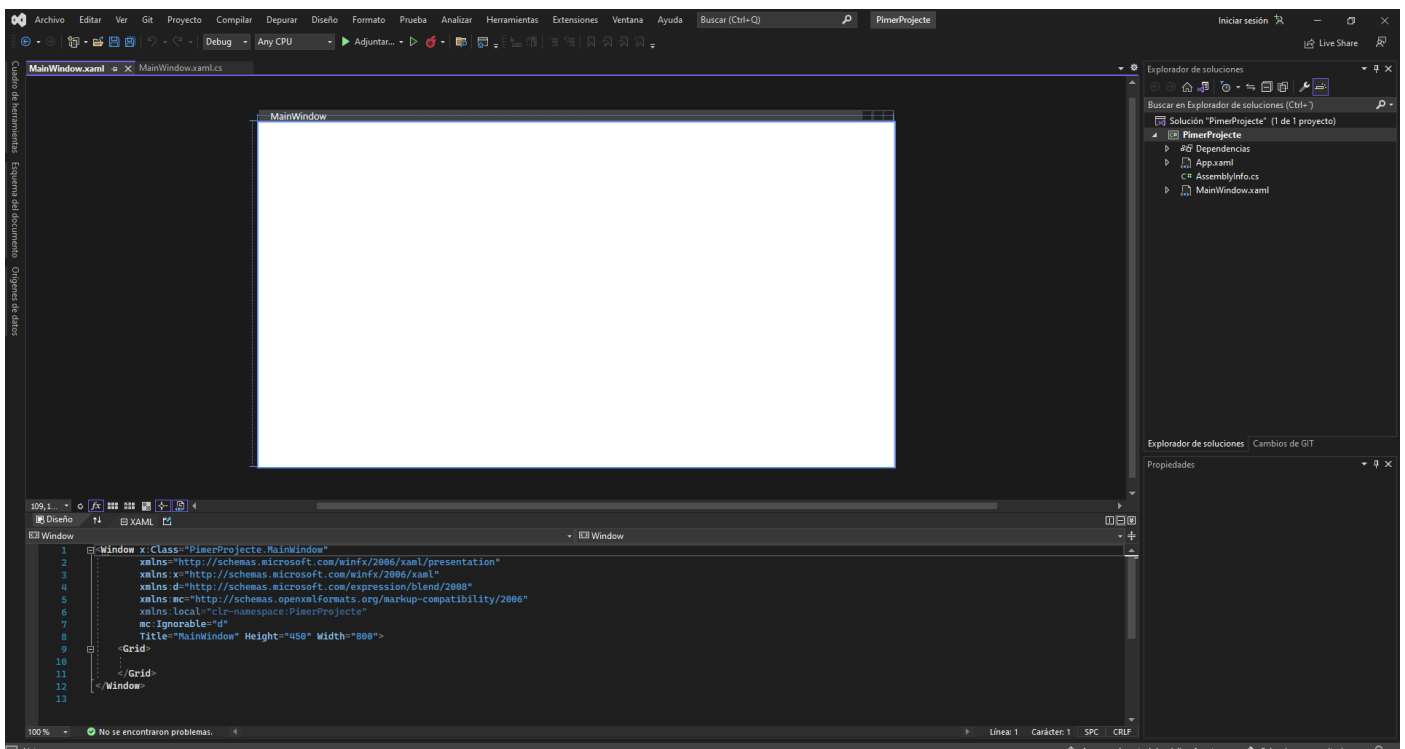 Archivo Editar Ver Git Proyecto Compilar Depurar Diseño Formato Prueba Analizar Herramientas Extensiones Ventana Ayuda Buscar (Ctrl+Q) PimerProjecte Iniciar sesión
Debug Any CPU Adjuntar... Live Share
MainWindow.xaml MainWindow.xaml.cs
Cuadro de herramientas
Esquema del documento
Orígenes de datos
MainWindow
109,1...
Diseño XAML
Window Window
1 <Window x:Class="PimerProjecte.MainWindow"
2 xmlns="http://schemas.microsoft.com/winfx/2006/xaml/presentation"
3 xmlns:x="http://schemas.microsoft.com/winfx/2006/xaml"
4 xmlns:d="http://schemas.microsoft.com/expression/blend/2008"
5 xmlns:mc="http://schemas.openxmlformats.org/markup-compatibility/2006"
6 xmlns:local="clr-namespace:PimerProjecte"
7 mc:Ignorable="d"
8 Title="MainWindow" Height="450" Width="800">
9 <Grid>
10
11 </Grid>
12 </Window>
13
100 % No se encontraron problemas. Línea: 1 Carácter: 1 SPC CRLF
Explorador de soluciones
Buscar en Explorador de soluciones (Ctrl+´)
Solución "PimerProjecte" (1 de 1 proyecto)
PimerProjecte
Dependencias
App.xaml
C# AssemblyInfo.cs
MainWindow.xaml
Explorador de soluciones Cambios de GIT
Propiedades